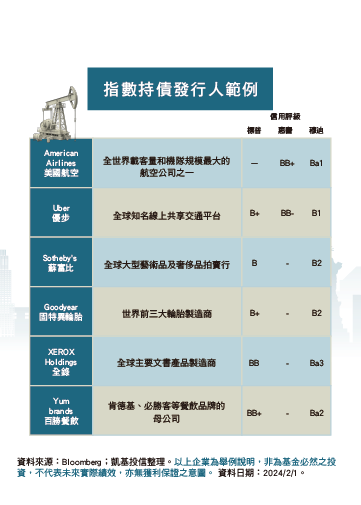 指數持債發行人範例
信用評級
標普 惠譽 穆迪
American
Airlines
美國航空
全世界載客量和機隊規模最大的
航空公司之一
— BB+ Ba1
Uber
優步
全球知名線上共享交通平台
B+ BB- B1
Sotheby's
蘇富比
全球大型藝術品及奢侈品拍賣行
B - B2
Goodyear
固特異輪胎
世界前三大輪胎製造商
B+ - B2
XEROX
Holdings
全錄
全球主要文書產品製造商
BB - Ba3
Yum
brands
百勝餐飲
肯德基、必勝客等餐飲品牌的
母公司
BB+ - Ba2
資料來源：Bloomberg；凱基投信整理。以上企業為舉例說明，非為基金必然之投
資，不代表未來實際績效，亦無獲利保證之意圖。 資料日期：2024/2/1。